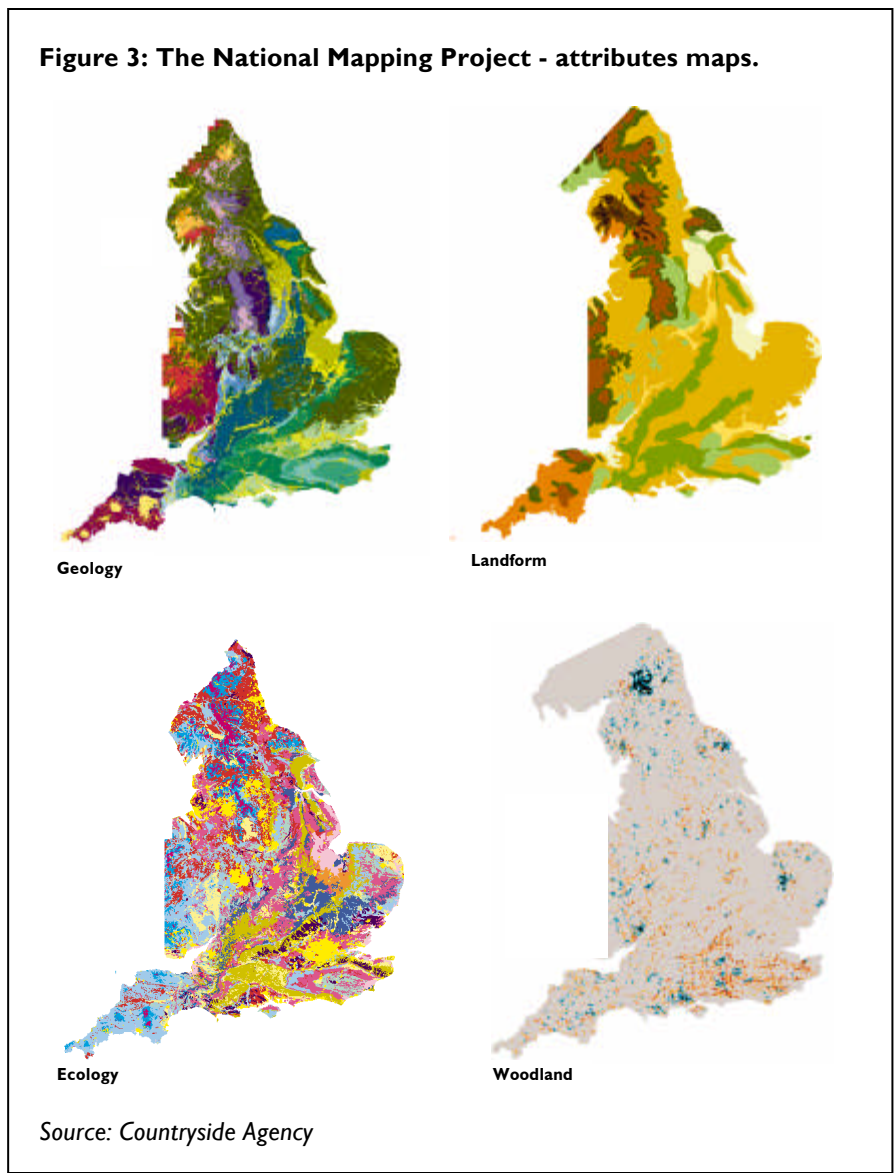 Figure 3: The National Mapping Project - attributes maps.
Geology
Landform
Ecology
Woodland
Source: Countryside Agency